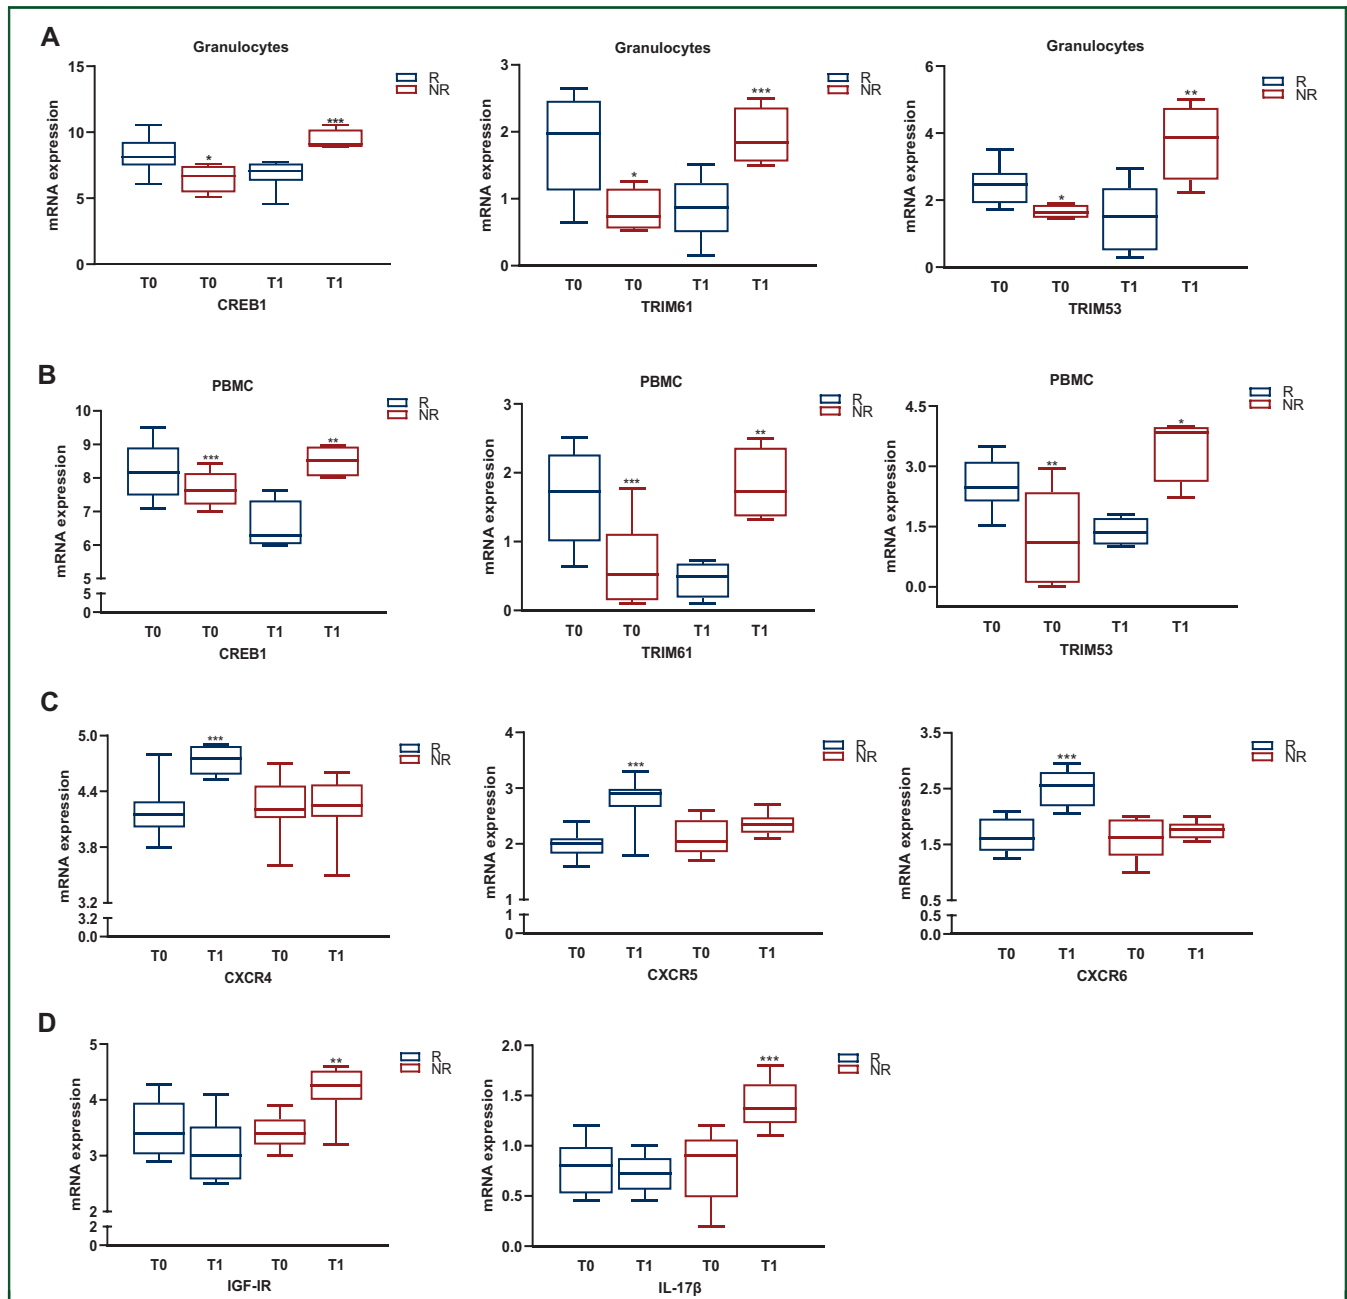 A
Granulocytes
mRNA expression
15
10
5
0
* ***
R
NR
T0 T0 T1 T1
CREB1
Granulocytes
mRNA expression
3
2
1
0
* ***
R
NR
T0 T0 T1 T1
TRIM61
Granulocytes
mRNA expression
6
4
2
0
* **
R
NR
T0 T0 T1 T1
TRIM53
B
PBMC
mRNA expression
10
9
8
7
6
5
5
0
*** **
R
NR
T0 T0 T1 T1
CREB1
PBMC
mRNA expression
3
2
1
0
*** **
R
NR
T0 T0 T1 T1
TRIM61
PBMC
mRNA expression
4.5
3.0
1.5
0.0
** *
R
NR
T0 T0 T1 T1
TRIM53
C
mRNA expression
5.0
4.4
3.8
3.2
3.2
0.0
***
R
NR
T0 T1 T0 T1
CXCR4
mRNA expression
4
3
2
1
1
0
***
R
NR
T0 T1 T0 T1
CXCR5
mRNA expression
3.5
2.5
1.5
0.5
0.5
0.0
***
R
NR
T0 T1 T0 T1
CXCR6
D
mRNA expression
5
4
3
2
2
0
**
R
NR
T0 T1 T0 T1
IGF-IR
mRNA expression
2.0
1.5
1.0
0.5
0.0
***
R
NR
T0 T1 T0 T1
IL-17β